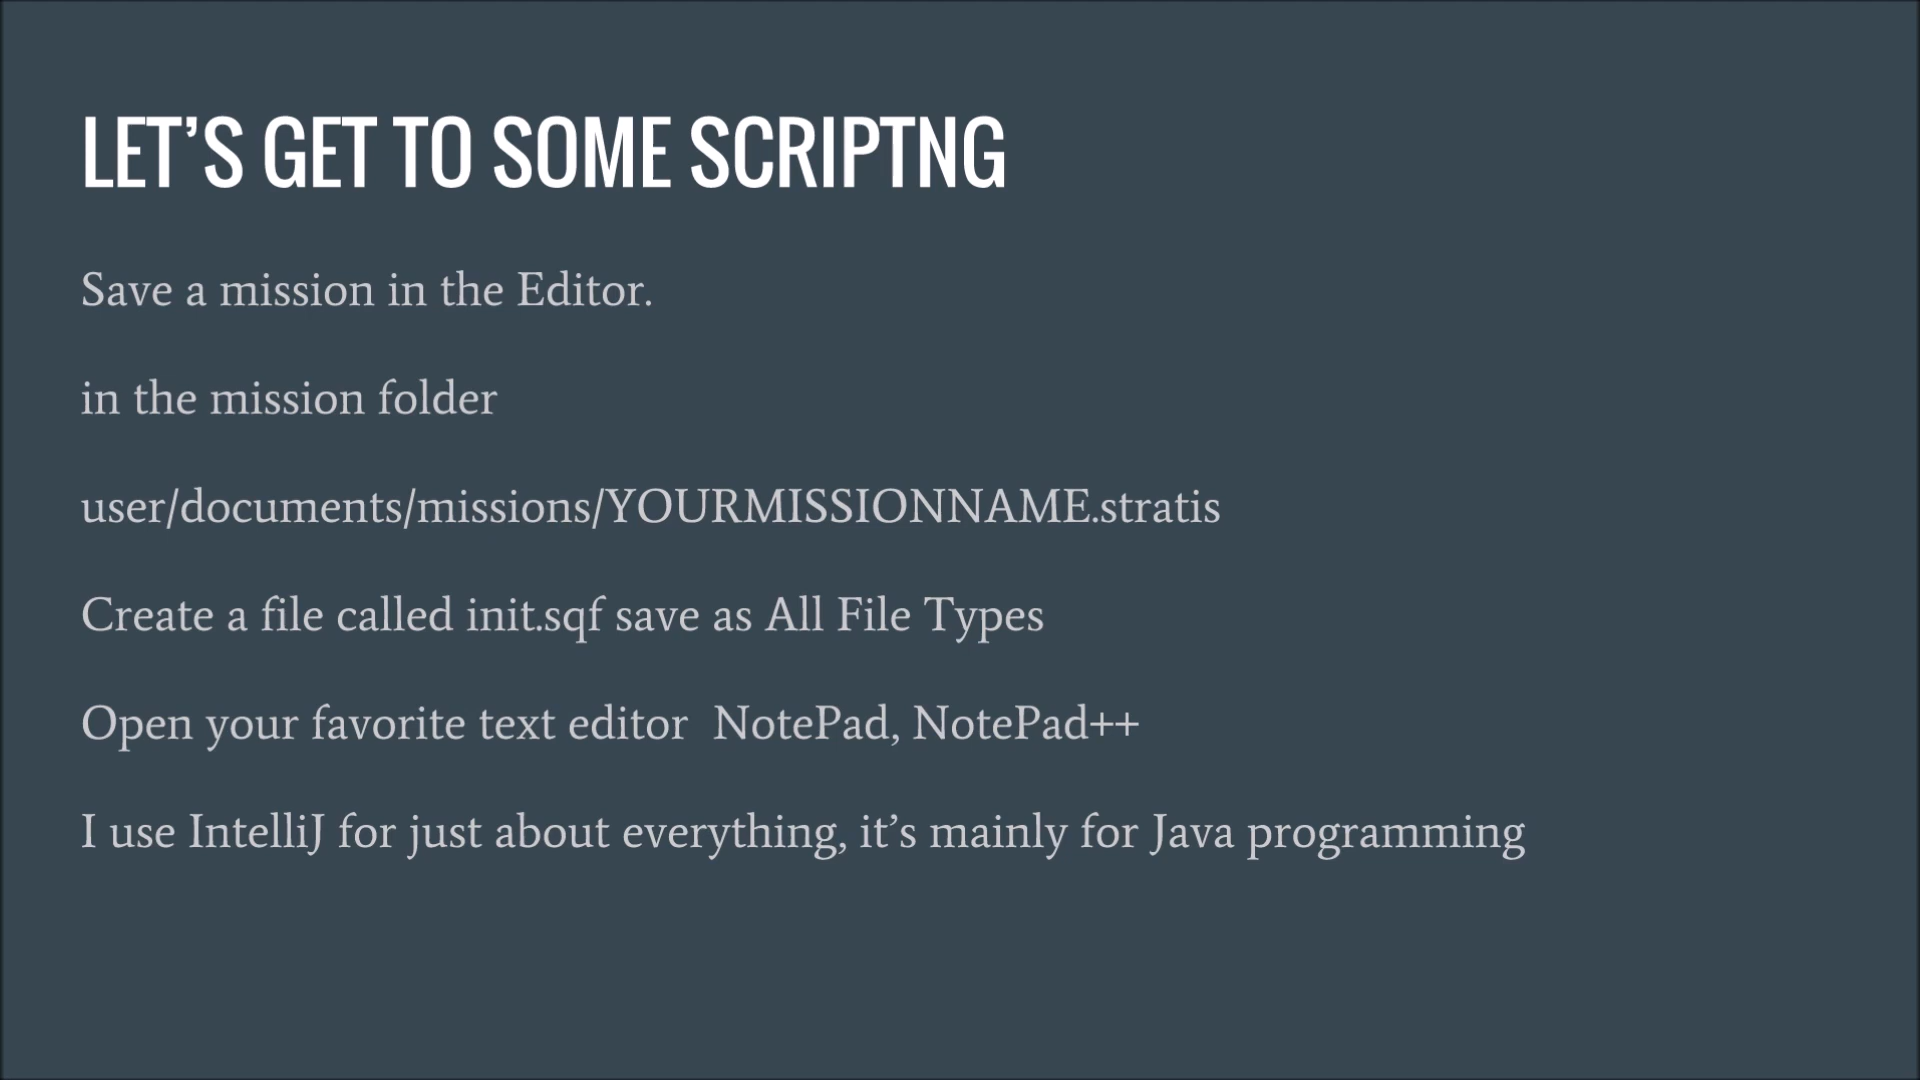 LET’S GET TO SOME SCRIPTNG
Save a mission in the Editor.
in the mission folder
user/documents/missions/YOURMISSIONNAME.stratis
Create a file called init.sqf save as All File Types
Open your favorite text editor  NotePad, NotePad++
I use IntelliJ for just about everything, it’s mainly for Java programming